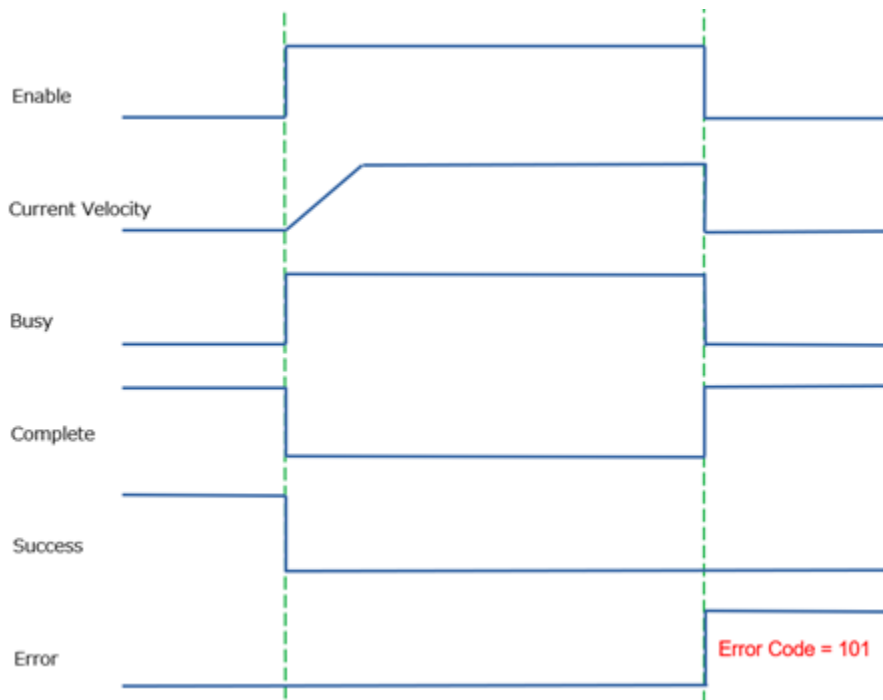 Enable
Current Velocity
Busy
Complete
Success
Error
Error Code = 101